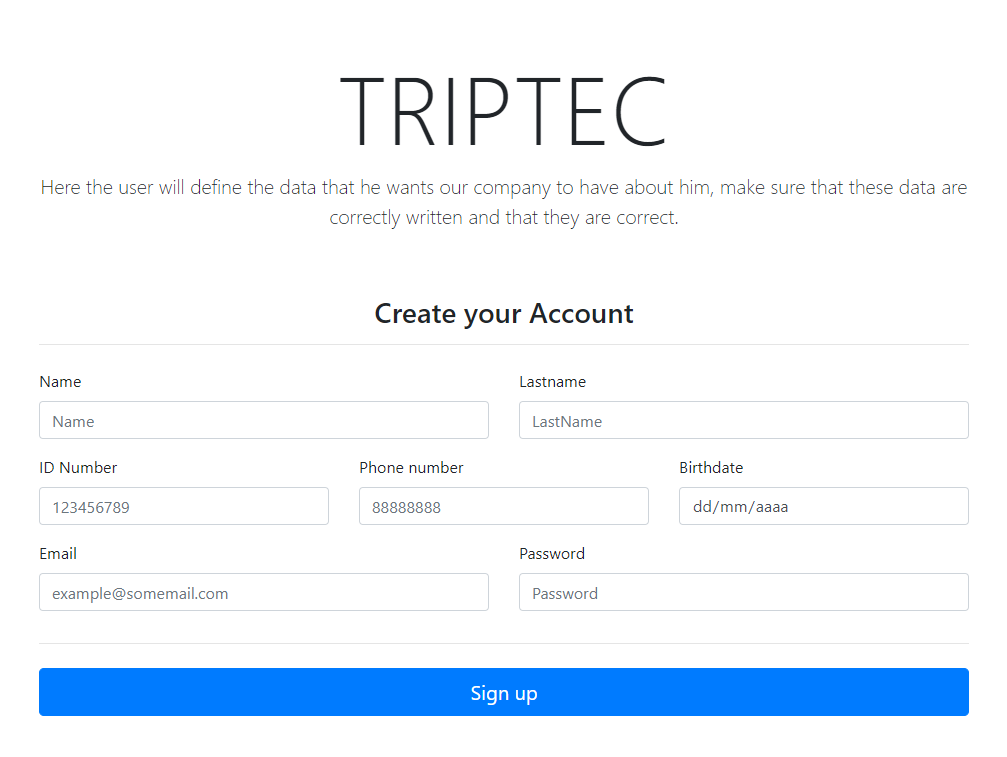 TRIPTEC
Here the user will define the data that he wants our company to have about him, make sure that these data are
correctly written and that they are correct.
Create your Account
Name Lastname
Name LastName
ID Number Phone number Birthdate
123456789 88888888 dd/mm/aaaa
Email Password
example@somemail.com Password
Sign up